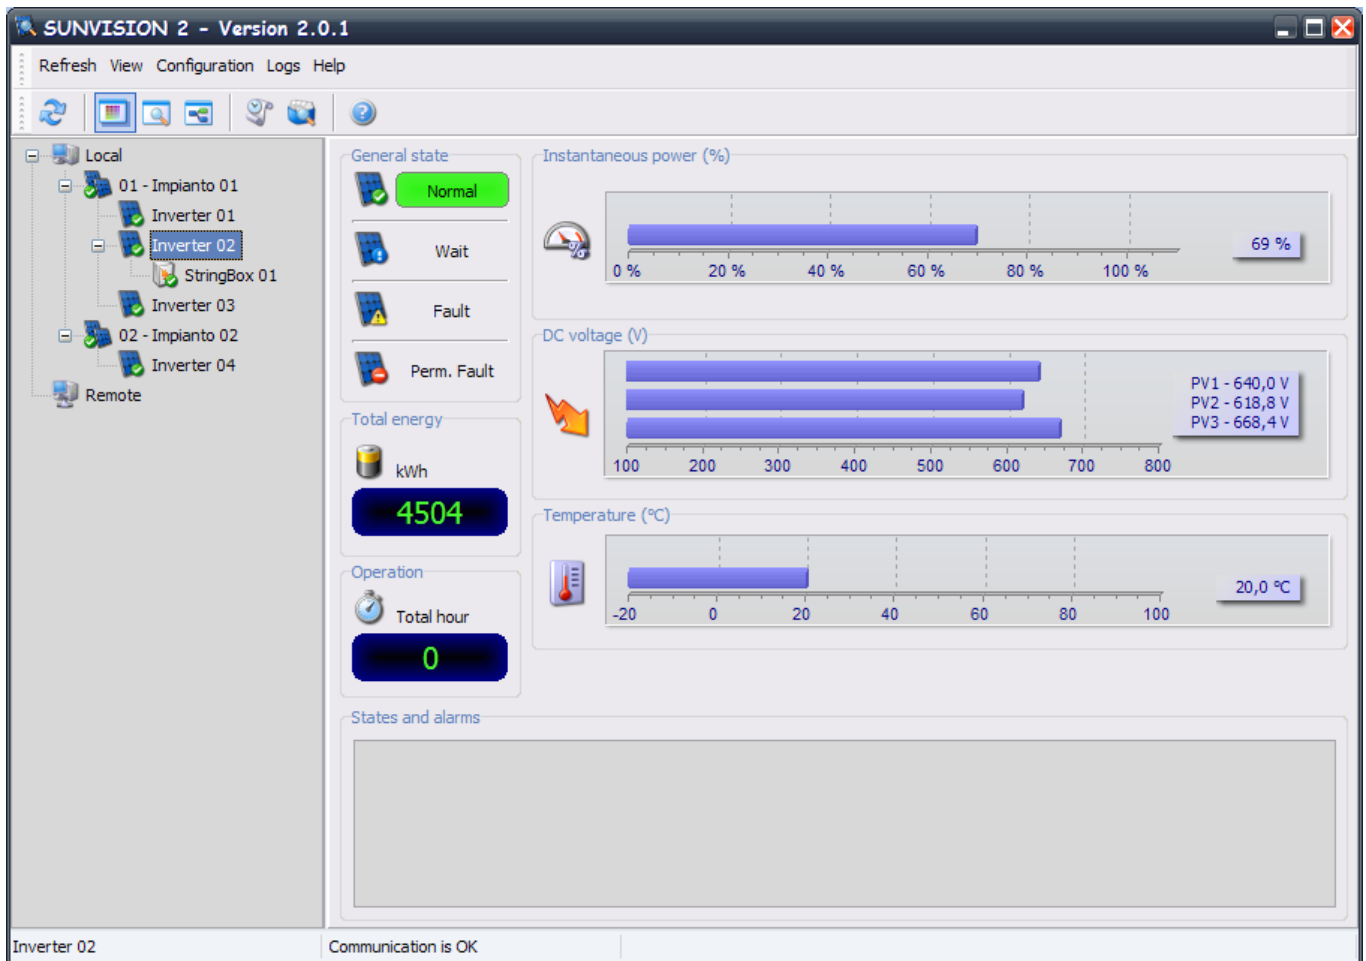 SUNVISION 2 - Version 2.0.1
Refresh View Configuration Logs Help
Local
01 - Impianto 01
Inverter 01
Inverter 02
StringBox 01
Inverter 03
02 - Impianto 02
Inverter 04
Remote
General state
Normal
Wait
Fault
Perm. Fault
Total energy
kWh
4504
Operation
Total hour
0
Instantaneous power (%)
0 % 20 % 40 % 60 % 80 % 100 %
69 %
DC voltage (V)
100 200 300 400 500 600 700 800
PV1 - 640,0 V
PV2 - 618,8 V
PV3 - 668,4 V
Temperature (ºC)
-20 0 20 40 60 80 100
20,0 ºC
States and alarms
Inverter 02 Communication is OK